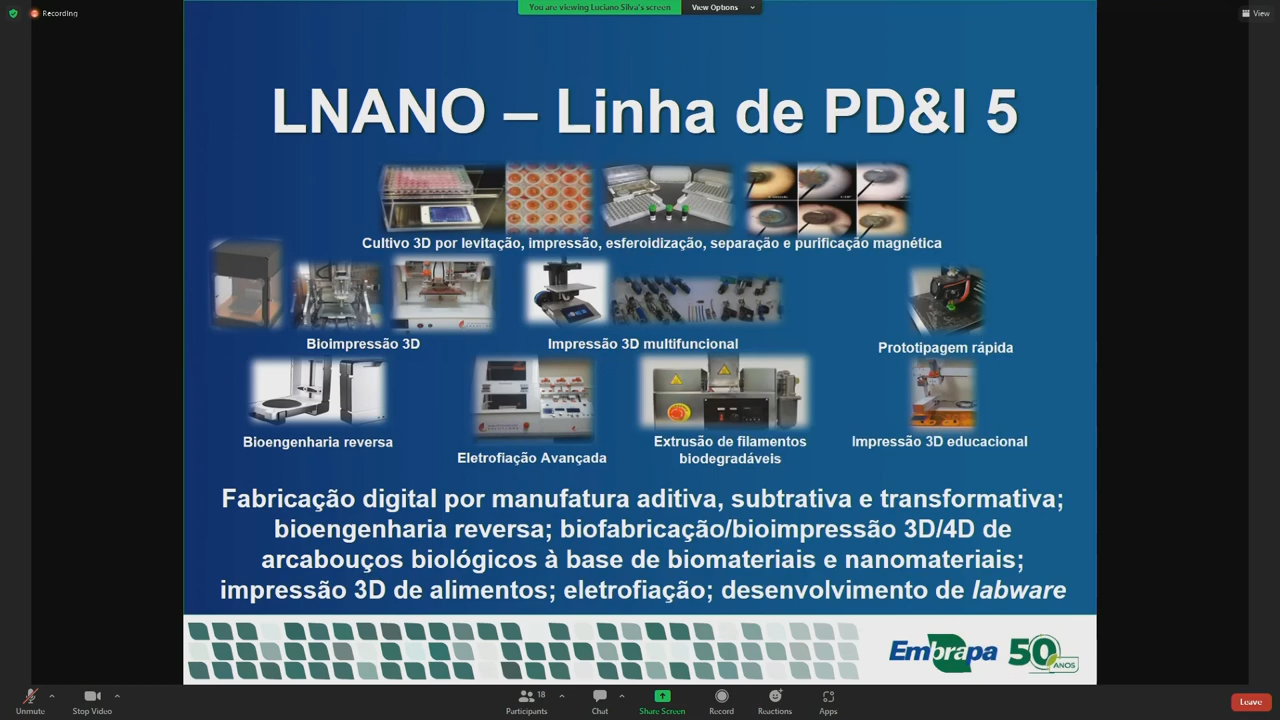 Recording
You are viewing Luciano Silva's screen
View Options
View
LNANO – Linha de PD&I 5
Cultivo 3D por levitação, impressão, esferoidização, separação e purificação magnética
Bioimpressão 3D
Impressão 3D multifuncional
Prototipagem rápida
Bioengenharia reversa
Eletrofiação Avançada
Extrusão de filamentos
biodegradáveis
Impressão 3D educacional
Fabricação digital por manufatura aditiva, subtrativa e transformativa;
bioengenharia reversa; biofabricação/bioimpressão 3D/4D de
arcabouços biológicos à base de biomateriais e nanomateriais;
impressão 3D de alimentos; eletrofiação; desenvolvimento de labware
Embrapa 50 ANOS
Unmute
Stop Video
18
Participants
Chat
Share Screen
Record
Reactions
Apps
Leave